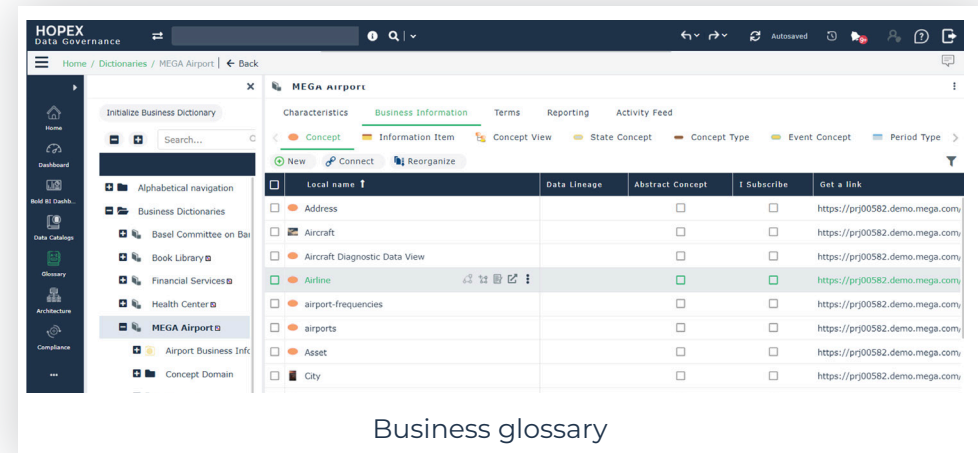 HOPEX
Data Governance
Autosaved
9+
Home / Dictionaries / MEGA Airport Back
MEGA Airport
Initialize Business Dictionary
Characteristics Business Information Terms Reporting Activity Feed
Search...
Concept Information Item Concept View State Concept Concept Type Event Concept Period Type
New Connect Reorganize
Home
Dashboard
Bold BI Dashb...
Data Catalogs
Glossary
Architecture
Compliance
...
Alphabetical navigation
Business Dictionaries
Basel Committee on Ban
Book Library
Financial Services
Health Center
MEGA Airport
Airport Business Info
Concept Domain
Local name Data Lineage Abstract Concept I Subscribe Get a link
Address https://prj00582.demo.mega.com/
Aircraft https://prj00582.demo.mega.com/
Aircraft Diagnostic Data View https://prj00582.demo.mega.com/
Airline https://prj00582.demo.mega.com/
airport-frequencies https://prj00582.demo.mega.com/
airports https://prj00582.demo.mega.com/
Asset https://prj00582.demo.mega.com/
City https://prj00582.demo.mega.com/
Business glossary